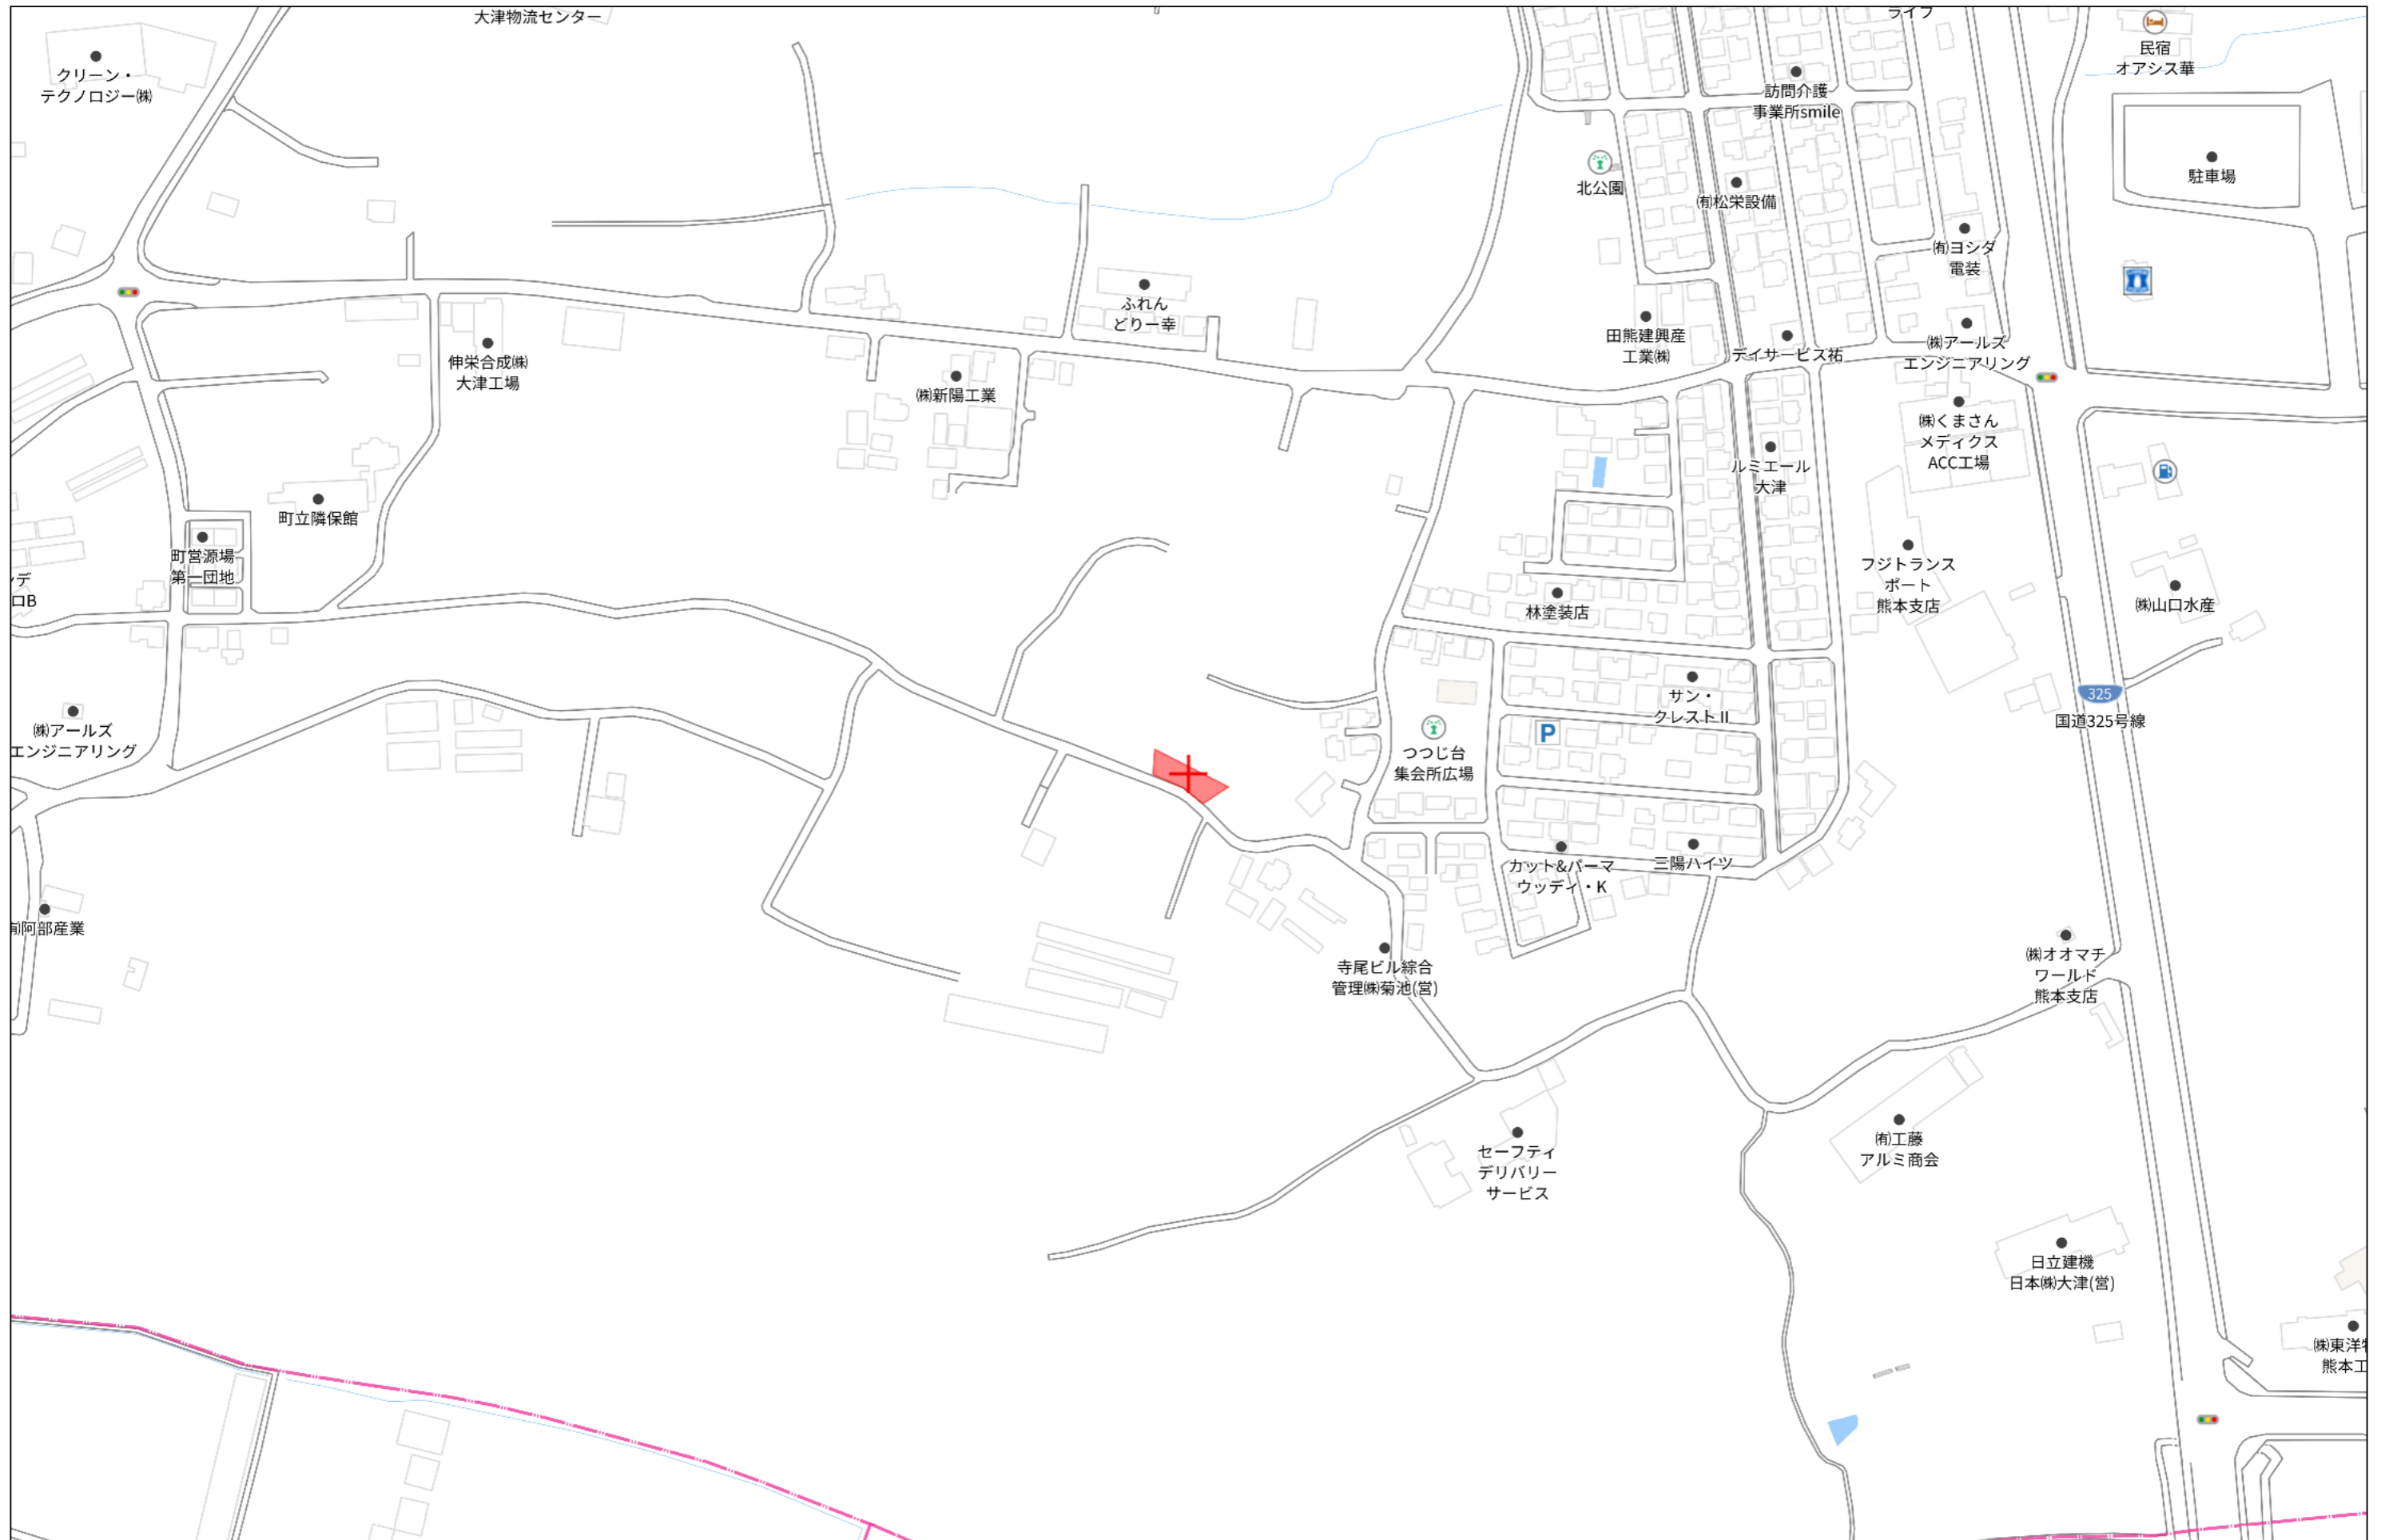 大津物流センター
ライフ
クリーン・
テクノロジー㈱
民宿
オアシス華
訪問介護
事業所smile
駐車場
北公園
㈲松栄設備
㈲ヨシダ
電装
ふれん
どりー幸
伸栄合成㈱
大津工場
㈱新陽工業
田熊建興産
工業㈱
デイサービス祐
㈱アールズ
エンジニアリング
㈱くまさん
メディクス
ACC工場
ルミエール
大津
町立隣保館
町営源場
第一団地
デ
ロB
林塗装店
フジトランス
ポート
熊本支店
㈱山口水産
サン・
クレストⅡ
325
国道325号線
㈱アールズ
エンジニアリング
P
つつじ台
集会所広場
カット&パーマ
ウッディ・K
三陽ハイツ
㈲阿部産業
寺尾ビル綜合
管理㈱菊池(営)
㈱オオマチ
ワールド
熊本支店
セーフティ
デリバリー
サービス
㈲工藤
アルミ商会
日立建機
日本㈱大津(営)
㈱東洋
熊本工